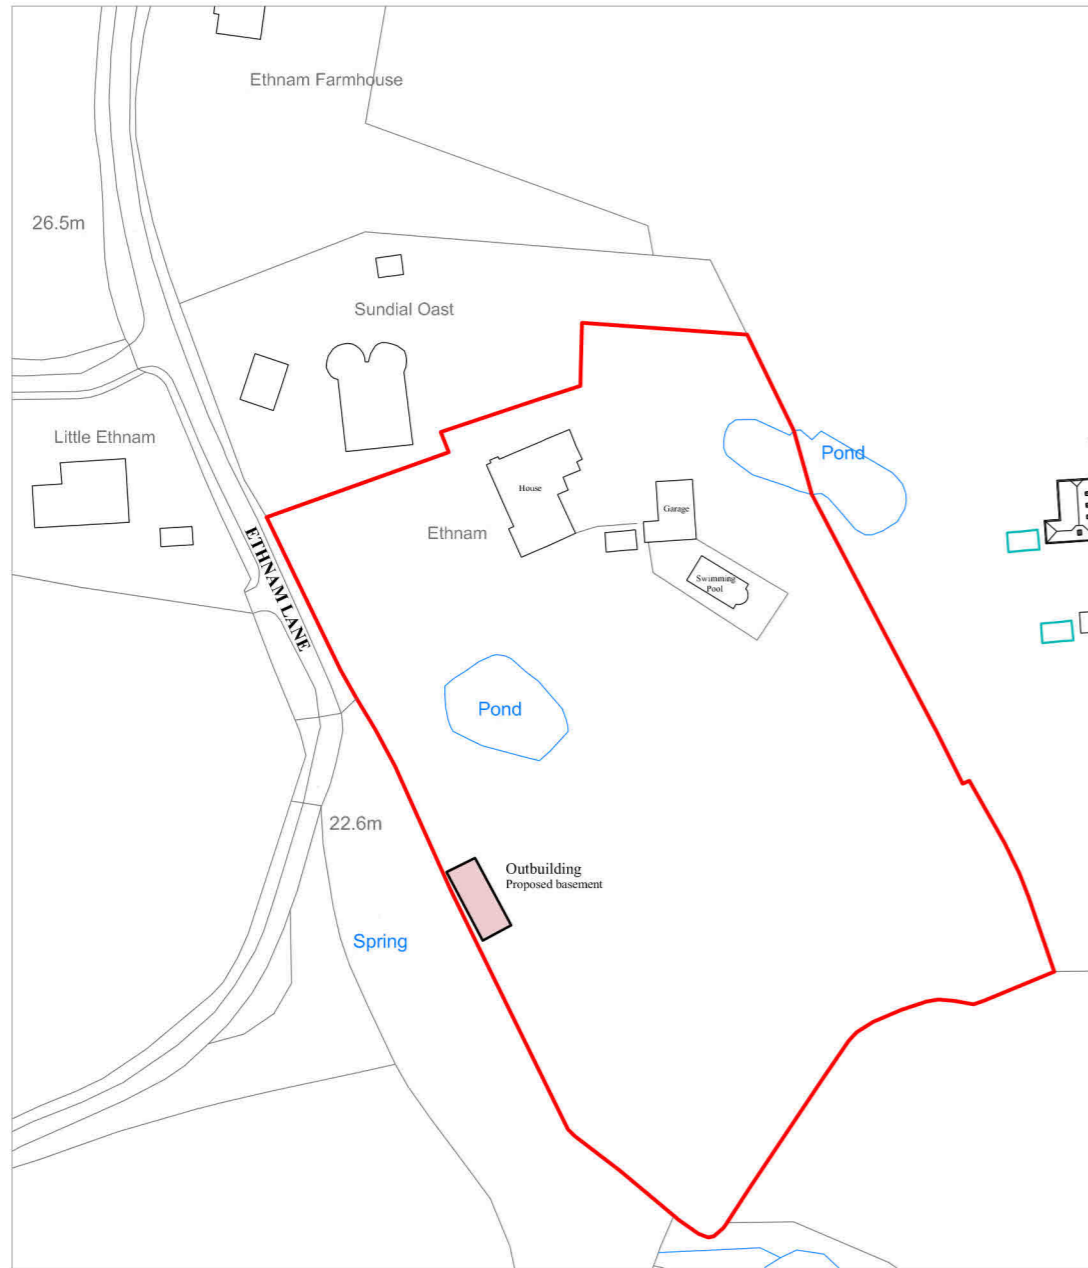 Ethnam Farmhouse
26.5m
Sundial Oast
Little Ethnam
Pond
House
Garage
Ethnam
ETHNAM LANE
Swimming
Pool
Pond
22.6m
Outbuilding
Proposed basement
Spring